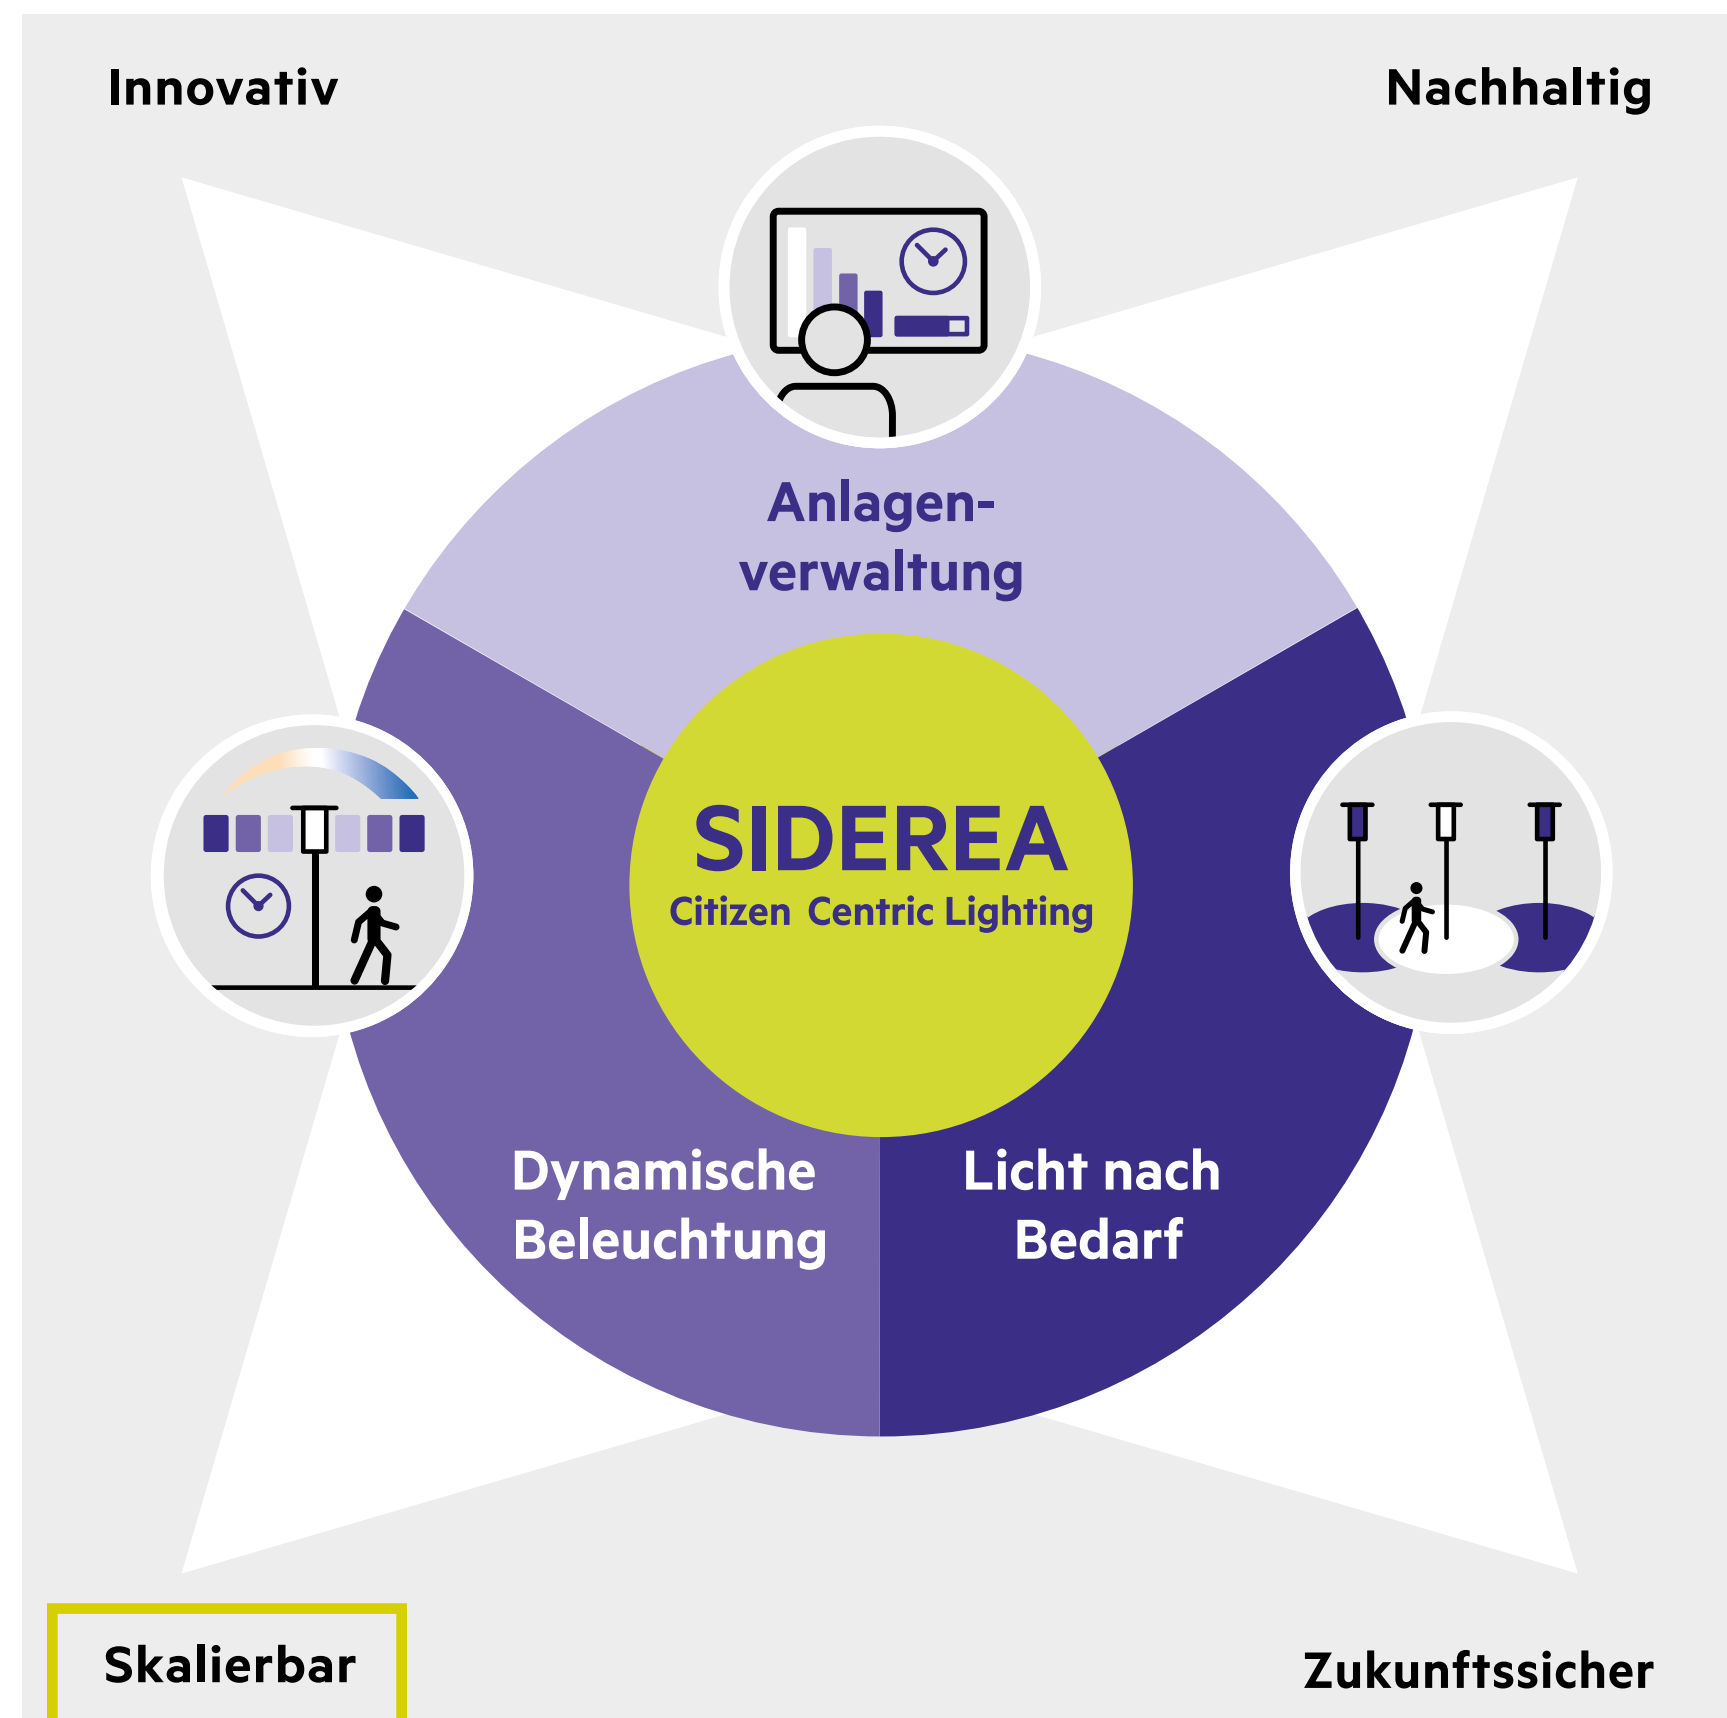 Innovativ
Nachhaltig
Anlagen-
verwaltung
SIDEREA
Citizen Centric Lighting
Dynamische
Beleuchtung
Licht nach
Bedarf
Skalierbar
Zukunftssicher